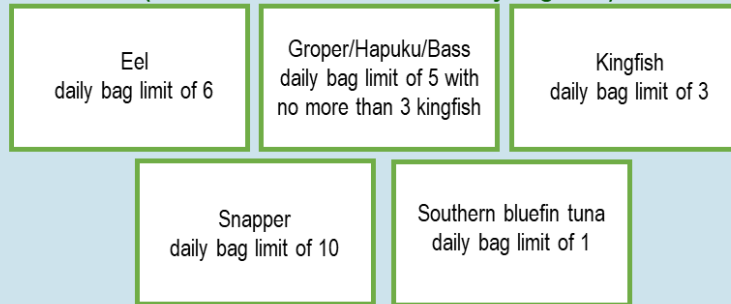 Eel
daily bag limit of 6
Groper/Hapuku/Bass
daily bag limit of 5 with
no more than 3 kingfish
Kingfish
daily bag limit of 3
Snapper
daily bag limit of 10
Southern bluefin tuna
daily bag limit of 1